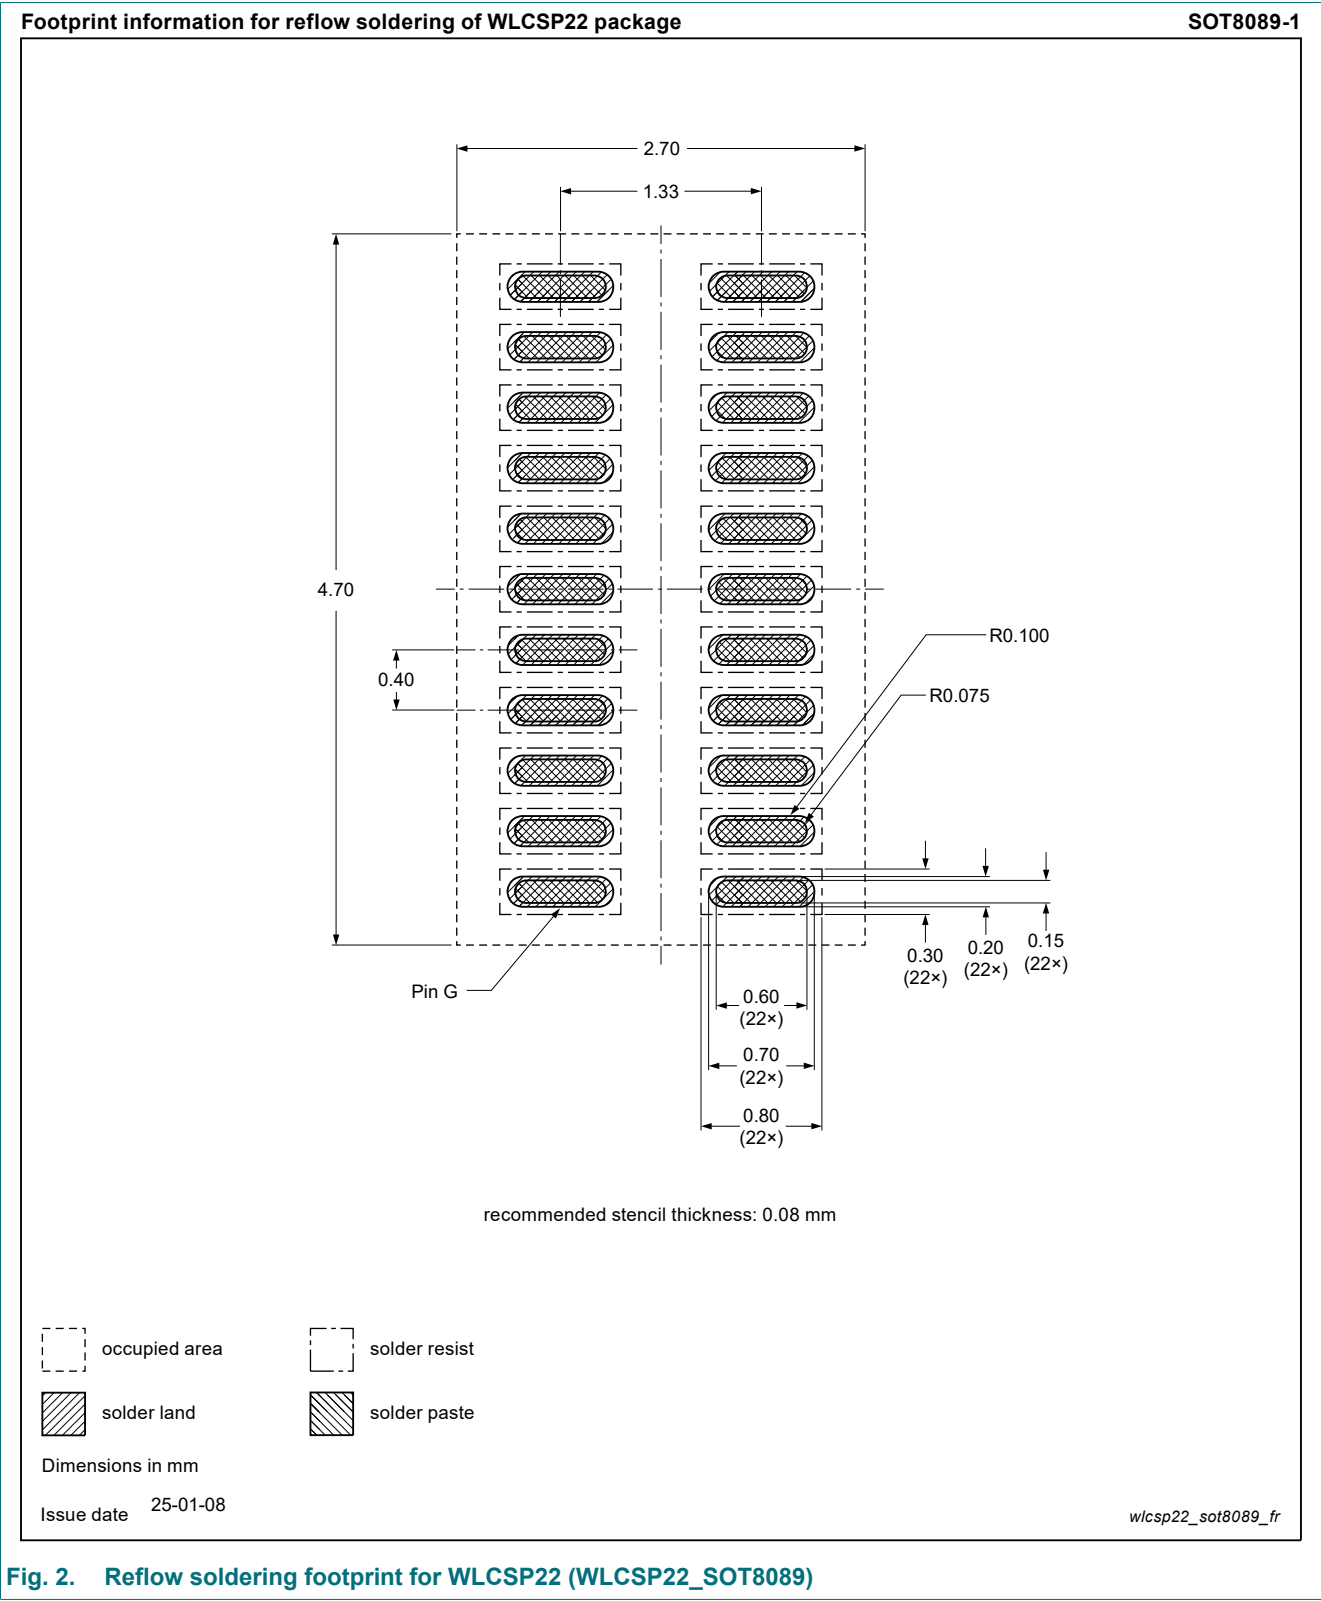 Footprint information for reflow soldering of WLCSP22 package SOT8089-1
2.70
1.33
4.70
R0.100
0.40
R0.075
0.30
(22×)
0.20
(22×)
0.15
(22×)
Pin G
0.60
(22×)
0.70
(22×)
0.80
(22×)
recommended stencil thickness: 0.08 mm
occupied area
solder resist
solder land
solder paste
Dimensions in mm
Issue date 25-01-08
wlcsp22_sot8089_fr
Fig. 2. Reflow soldering footprint for WLCSP22 (WLCSP22_SOT8089)